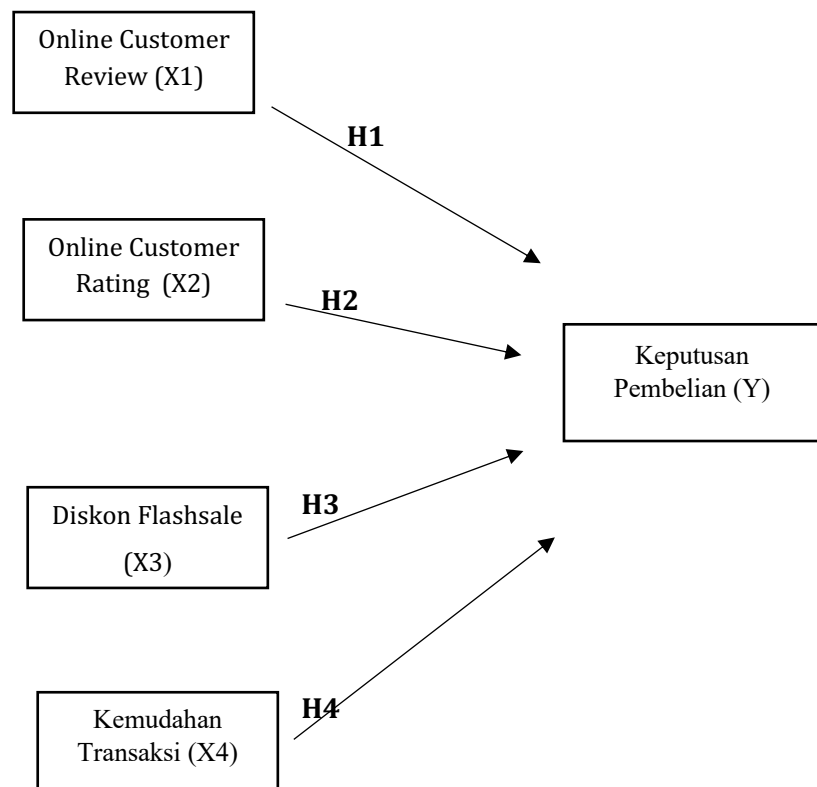 Online Customer
Review (X1)
H1
Online Customer
Rating (X2)
H2
Keputusan
Pembelian (Y)
Diskon Flashsale
(X3)
H3
Kemudahan
Transaksi (X4)
H4